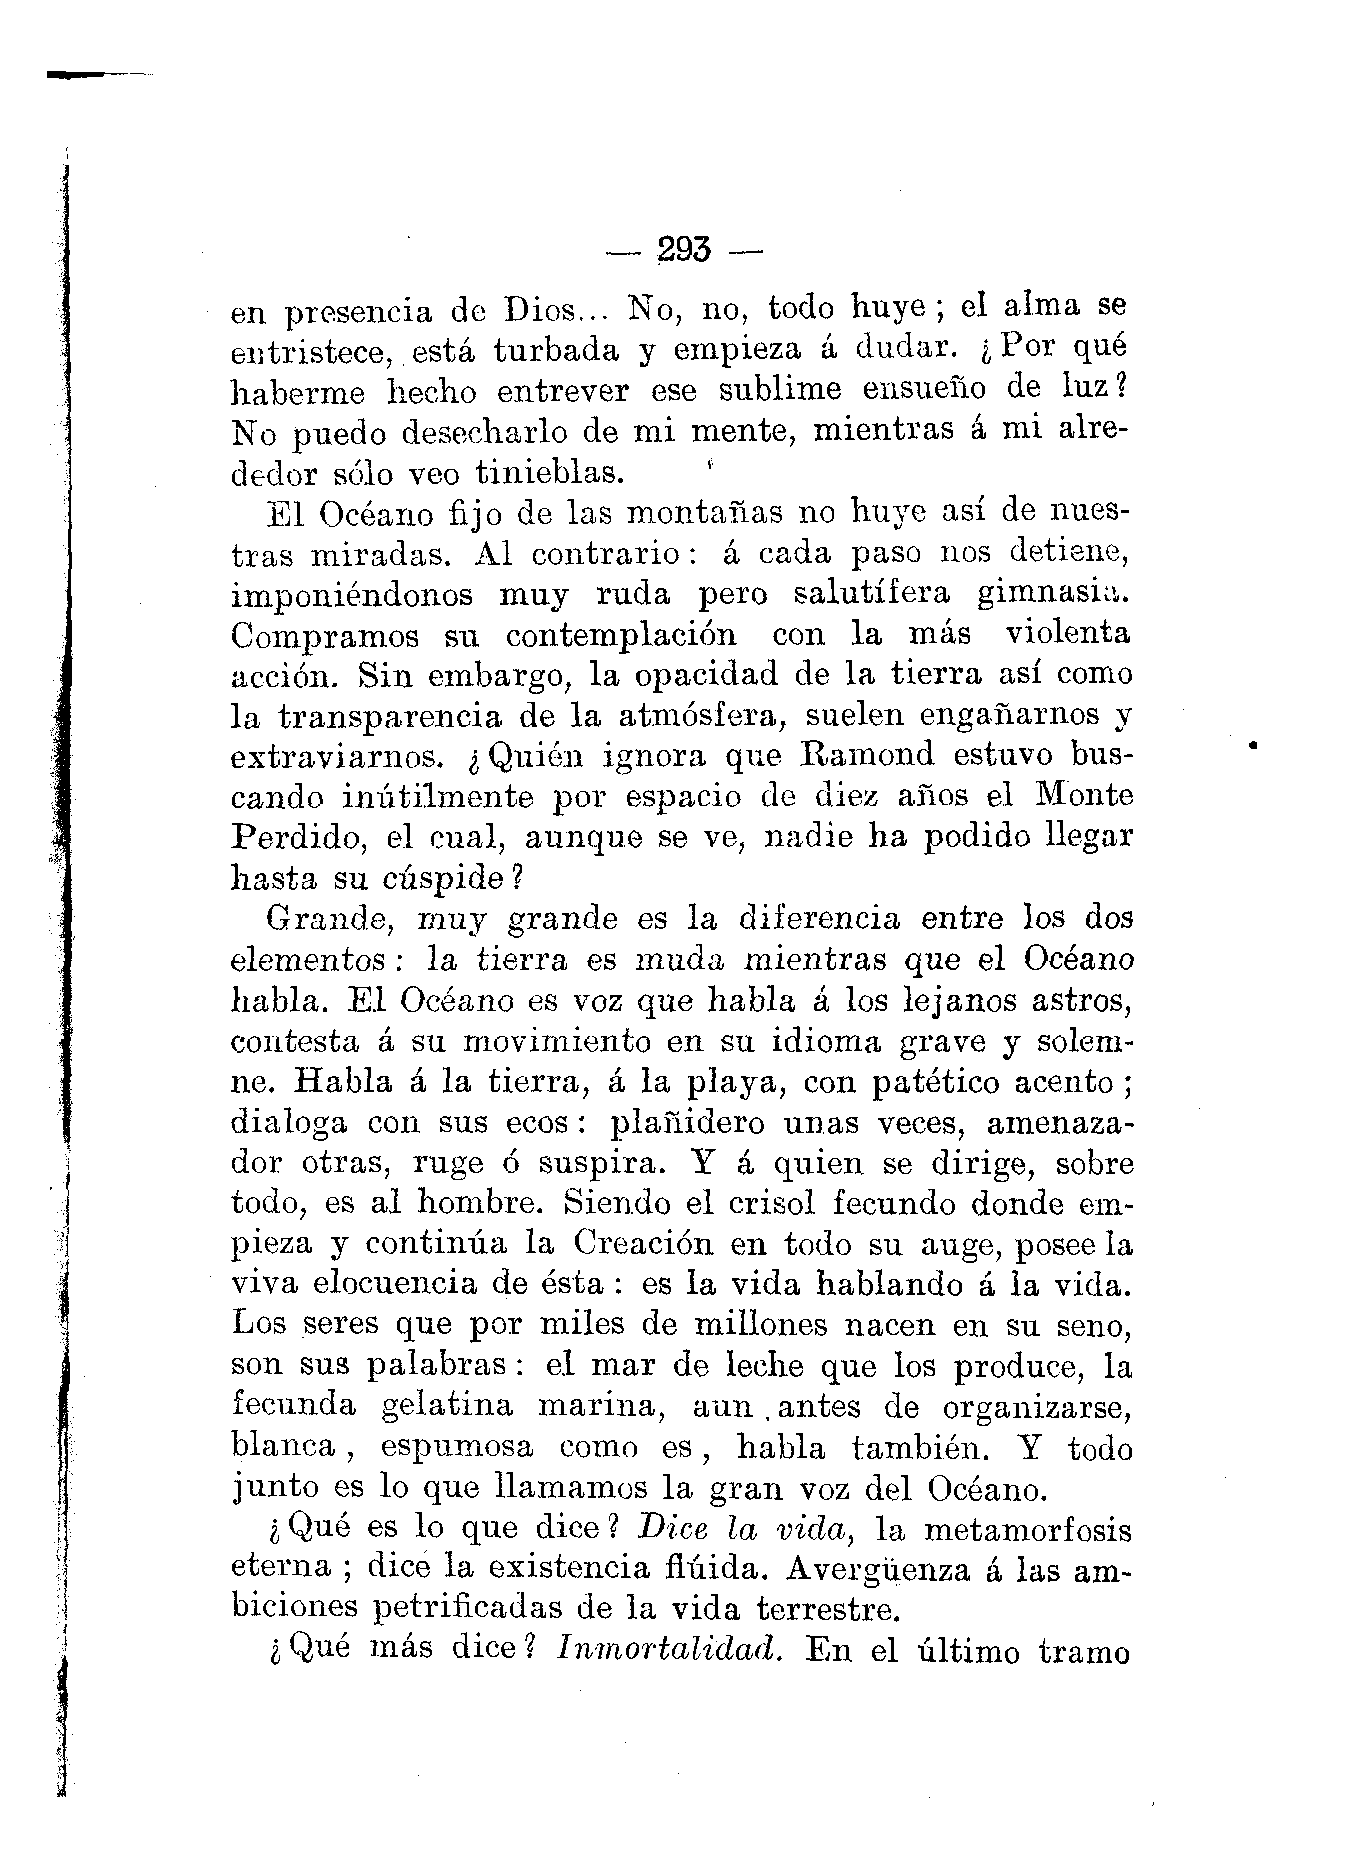 — 293 —
en presencia de Dios... No, no, todo huye ; el alma se
entristece, está turbada y empieza á dudar. ¿Por qué
haberme hecho entrever ese sublime ensueño de luz?
No puedo desecharlo de mi mente, mientras á mi alre-
dedor sólo veo tinieblas.
El Océano fijo de las montañas no huye así de nues-
tras miradas. Al contrario : á cada paso nos detiene,
imponiéndonos muy ruda pero salutífera gimnasia.
Compramos su contemplación con la más violenta
acción. Sin embargo, la opacidad de la tierra así como
la transparencia de la atmósfera, suelen engañarnos y
extraviarnos. ¿Quién ignora que Ramond estuvo bus-
cando inútilmente por espacio de diez años el Monte
Perdido, el cual, aunque se ve, nadie ha podido llegar
hasta su cúspide?
Grande, muy grande es la diferencia entre los dos
elementos : la tierra es muda mientras que el Océano
habla. El Océano es voz que habla á los lejanos astros,
contesta á su movimiento en su idioma grave y solem-
ne. Habla á la tierra, á la playa, con patético acento ;
dialoga con sus ecos : plañidero unas veces, amenaza-
dor otras, ruge ó suspira. Y á quien se dirige, sobre
todo, es al hombre. Siendo el crisol fecundo donde em-
pieza y continúa la Creación en todo su auge, posee la
viva elocuencia de ésta : es la vida hablando á la vida.
Los seres que por miles de millones nacen en su seno,
son sus palabras : el mar de leche que los produce, la
fecunda gelatina marina, aun antes de organizarse,
blanca , espumosa como es , habla también. Y todo
junto es lo que llamamos la gran voz del Océano.
¿Qué es lo que dice? Dice la vida, la metamorfosis
eterna ; dice la existencia flúida. Avergüenza á las am-
biciones petrificadas de la vida terrestre.
¿Qué más dice? Inmortalidad. En el último tramo